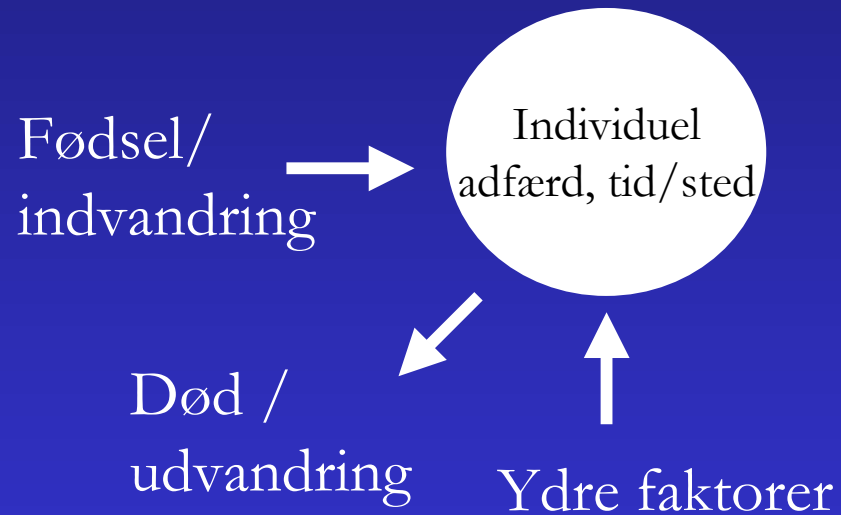 Fødsel/
indvandring
Individuel
adfærd, tid/sted
Død /
udvandring
Ydre faktorer